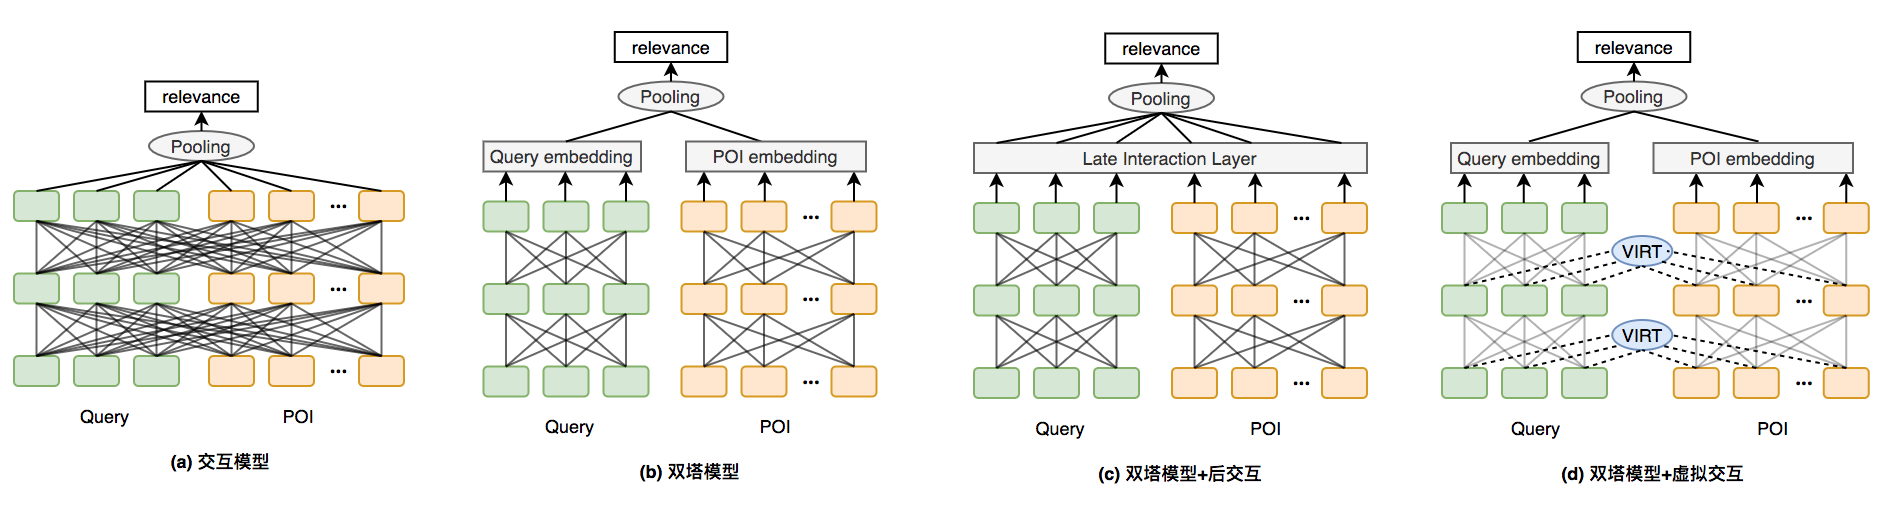 relevance
Pooling
Query
POI
(a) 交互模型
relevance
Pooling
Query embedding
POI embedding
...
...
...
Query
POI
(b) 双塔模型
relevance
Pooling
Late Interaction Layer
...
...
...
Query
POI
(c) 双塔模型+后交互
relevance
Pooling
Query embedding
POI embedding
...
VIRT
...
VIRT
...
Query
POI
(d) 双塔模型+虚拟交互